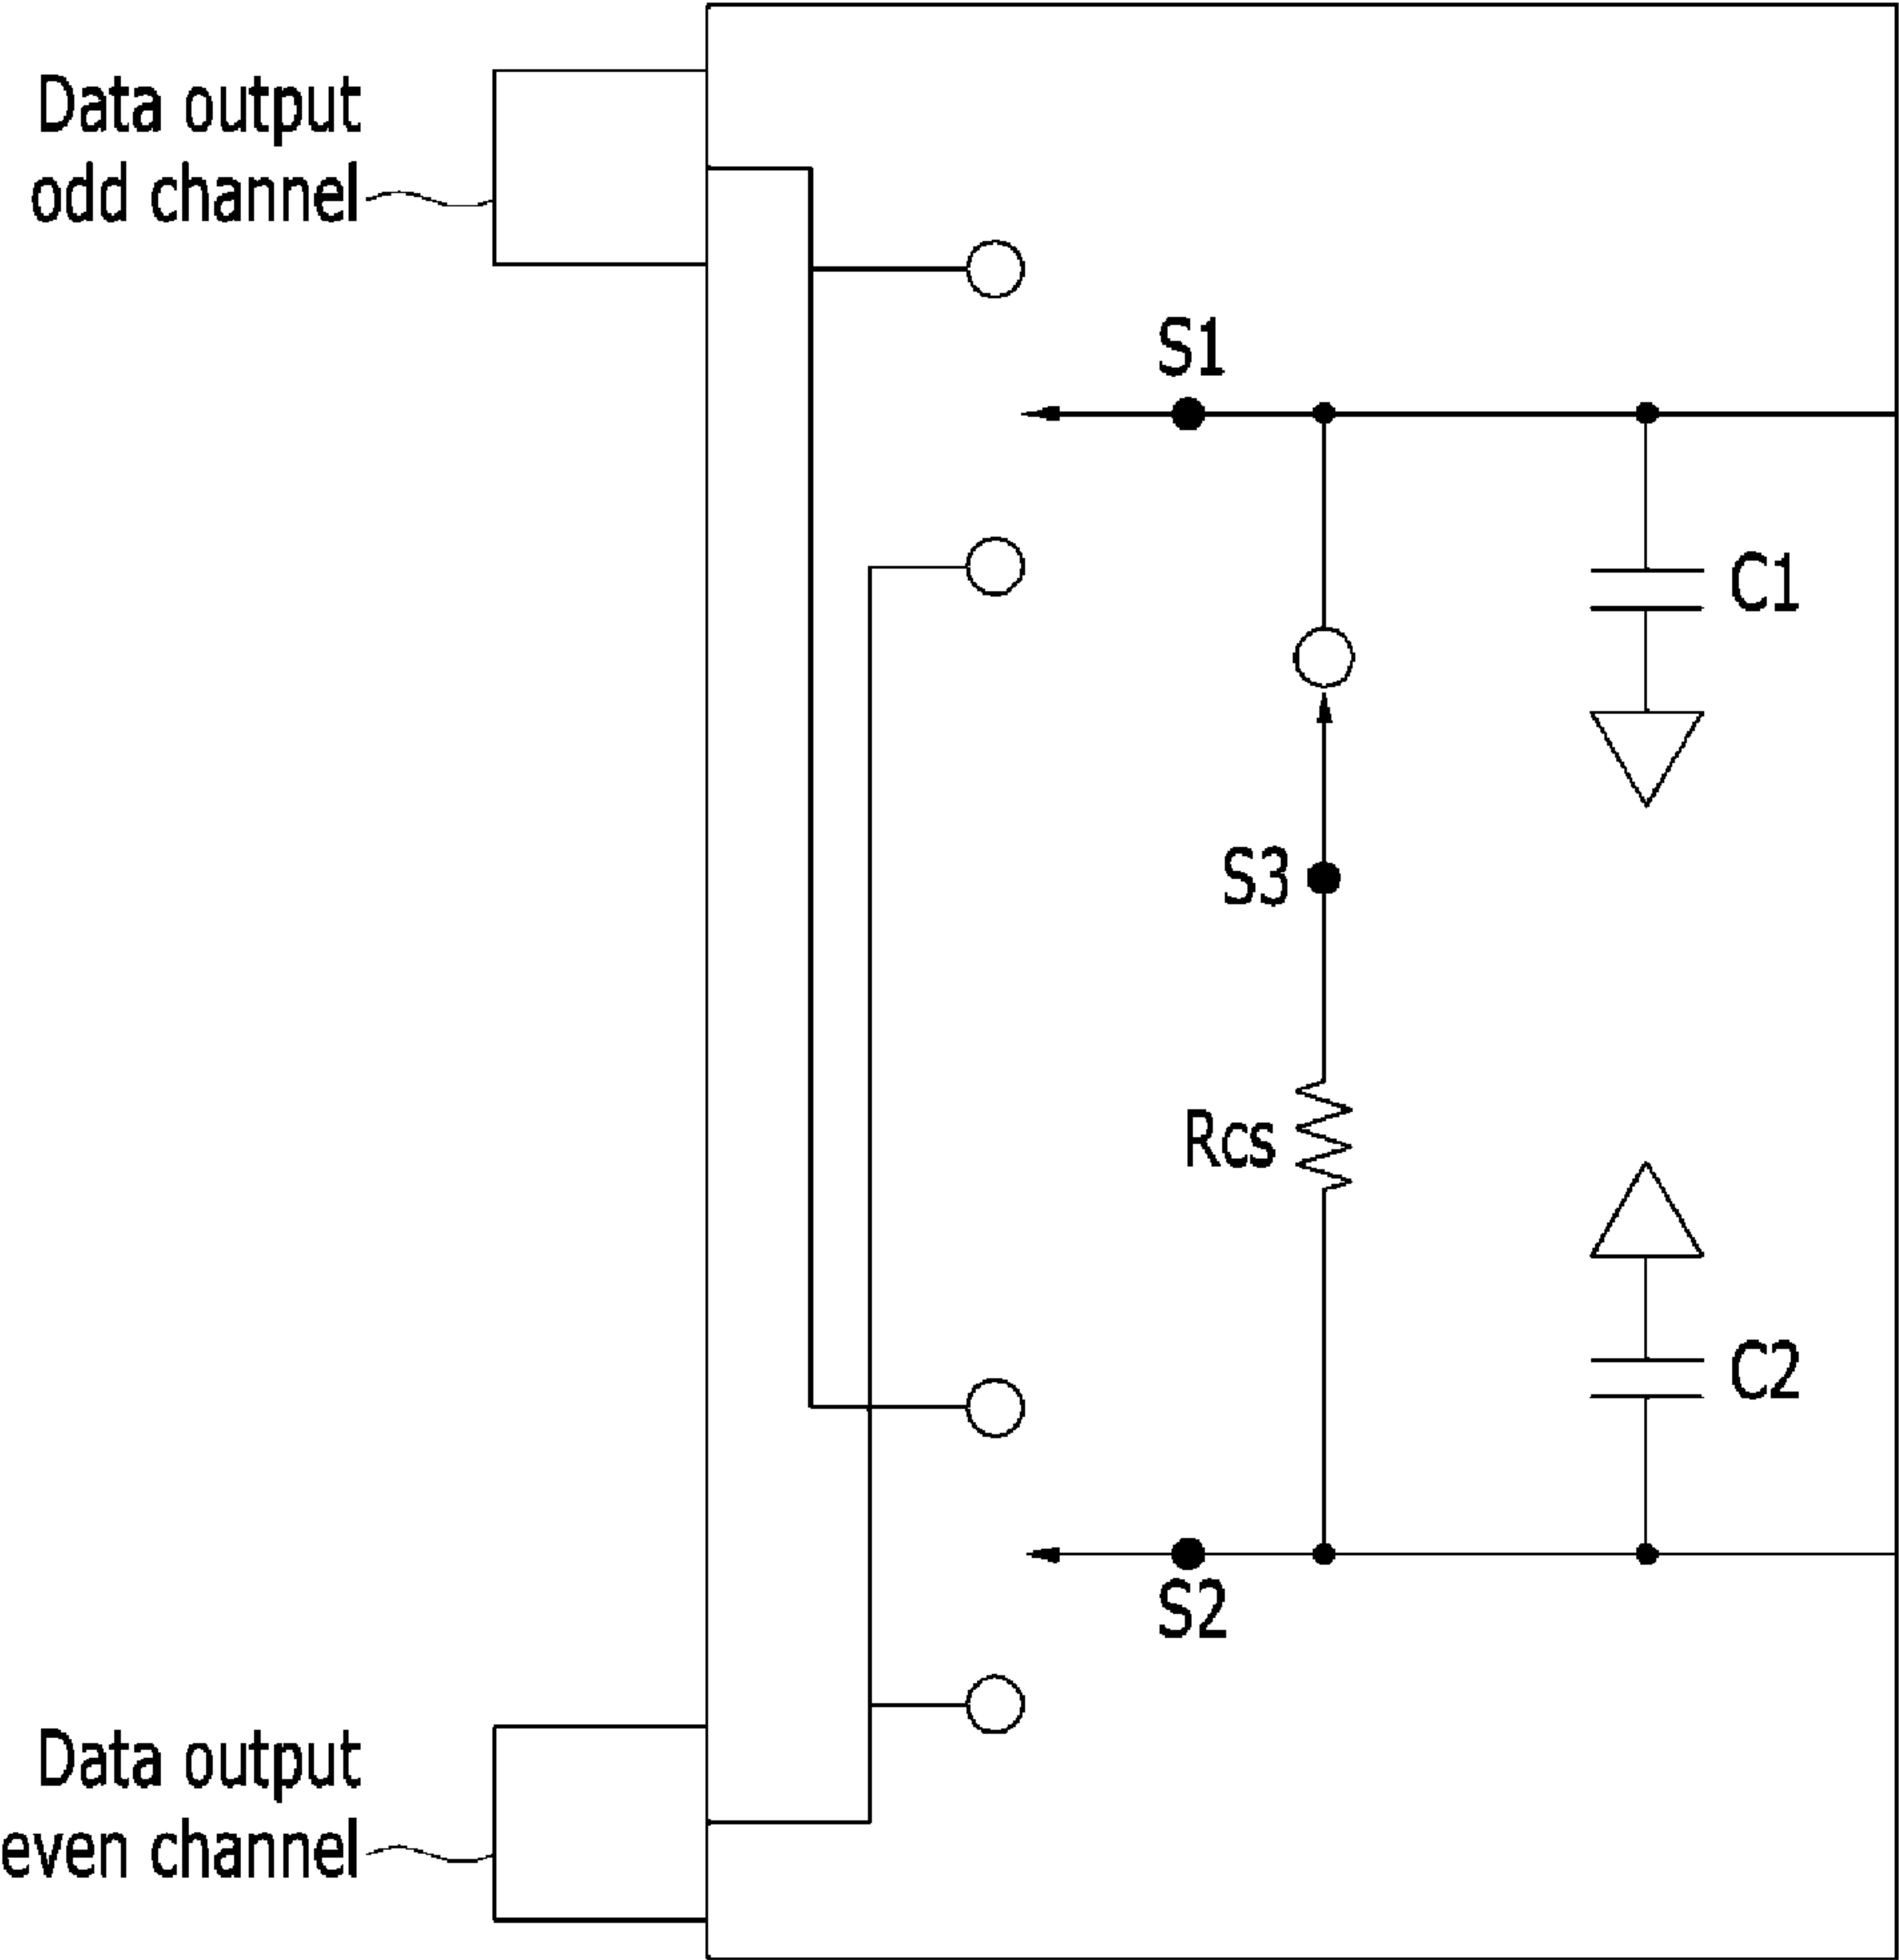 Data output
odd channel
S1
C1
S3
Rcs
C2
S2
Data output
even channel